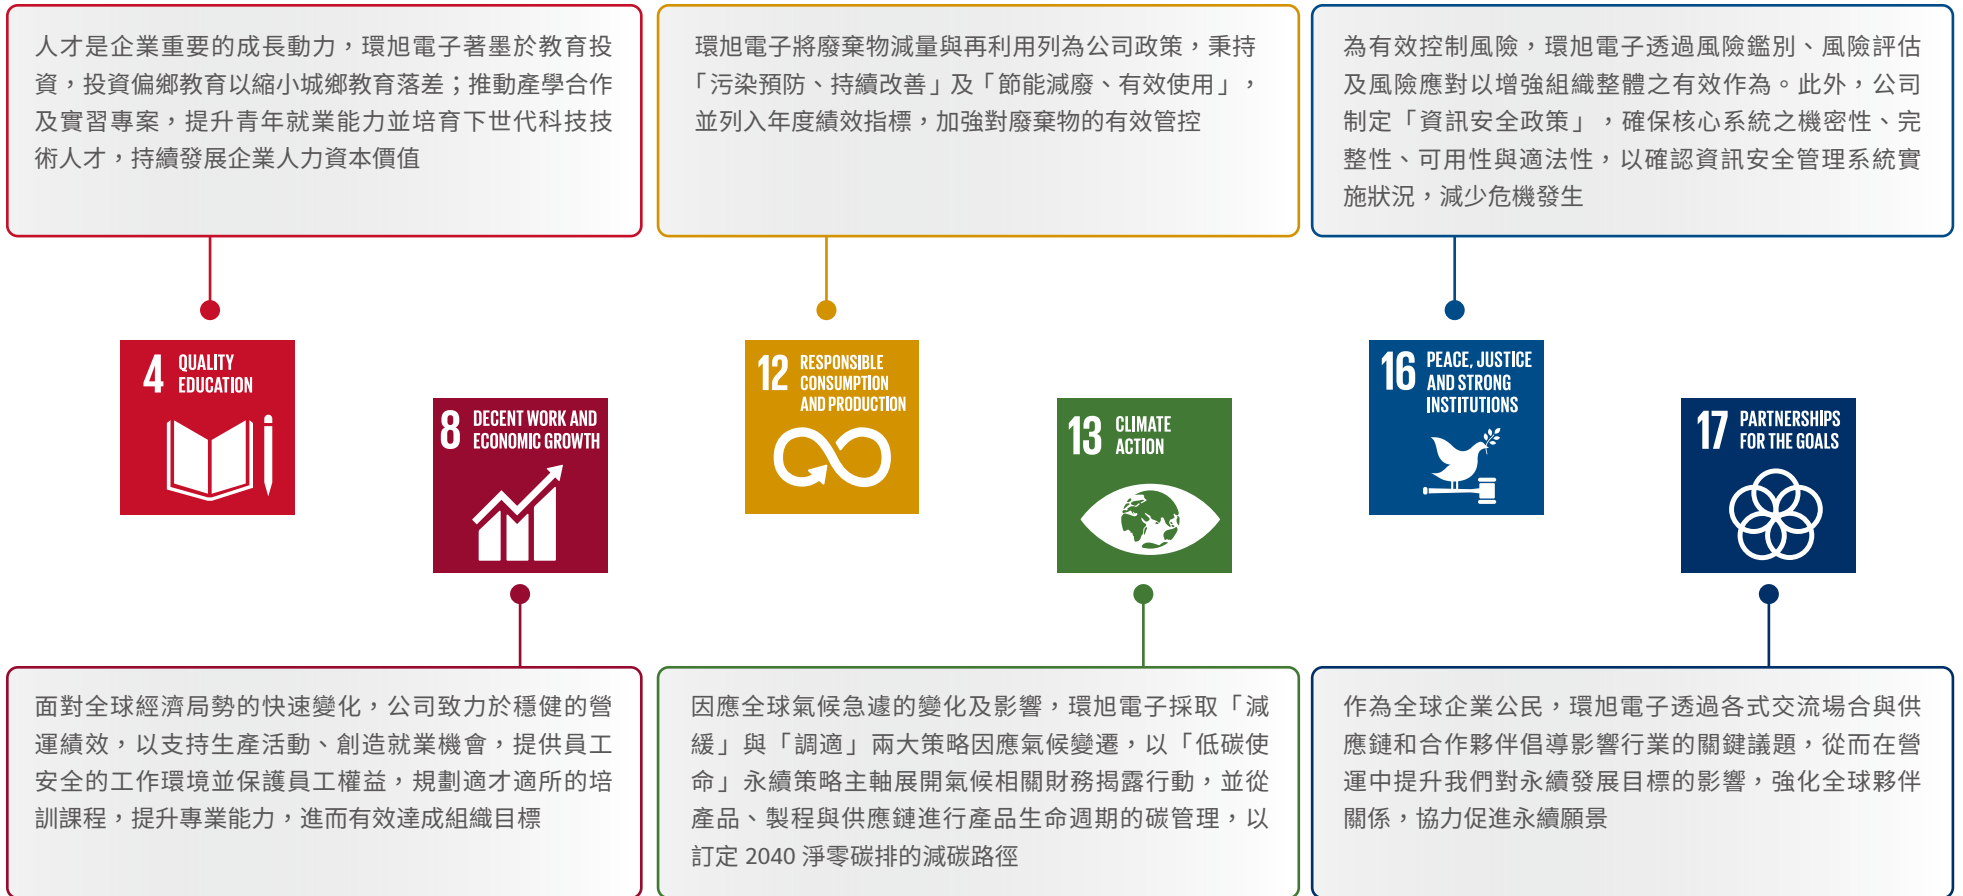 人才是企業重要的成長動力，環旭電子著墨於教育投
資，投資偏鄉教育以縮小城鄉教育落差；推動產學合作
及實習專案，提升青年就業能力並培育下世代科技技
術人才，持續發展企業人力資本價值
環旭電子將廢棄物減量與再利用列為公司政策，秉持
「污染預防、持續改善」及「節能減廢、有效使用」，
並列入年度績效指標，加強對廢棄物的有效管控
為有效控制風險，環旭電子透過風險鑑別、風險評估
及風險應對以增強組織整體之有效作為。此外，公司
制定「資訊安全政策」，確保核心系統之機密性、完
整性、可用性與適法性，以確認資訊安全管理系統實
施狀況，減少危機發生
4 QUALITY
EDUCATION
8 DECENT WORK AND
ECONOMIC GROWTH
12 RESPONSIBLE
CONSUMPTION
AND PRODUCTION
13 CLIMATE
ACTION
16 PEACE, JUSTICE
AND STRONG
INSTITUTIONS
17 PARTNERSHIPS
FOR THE GOALS
面對全球經濟局勢的快速變化，公司致力於穩健的營
運績效，以支持生產活動、創造就業機會，提供員工
安全的工作環境並保護員工權益，規劃適才適所的培
訓課程，提升專業能力，進而有效達成組織目標
因應全球氣候急遽的變化及影響，環旭電子採取「減
緩」與「調適」兩大策略因應氣候變遷，以「低碳使
命」永續策略主軸展開氣候相關財務揭露行動，並從
產品、製程與供應鏈進行產品生命週期的碳管理，以
訂定 2040 淨零碳排的減碳路徑
作為全球企業公民，環旭電子透過各式交流場合與供
應鏈和合作夥伴倡導影響行業的關鍵議題，從而在營
運中提升我們對永續發展目標的影響，強化全球夥伴
關係，協力促進永續願景